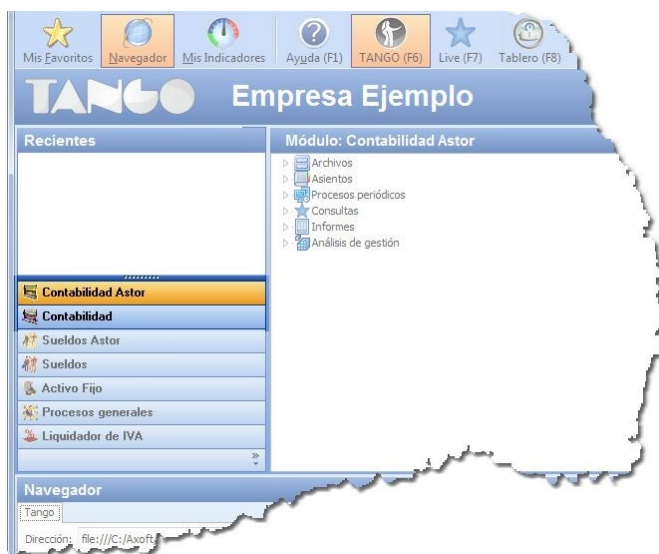 Mis Favoritos
Navegador
Mis Indicadores
Ayuda (F1)
TANGO (F6)
Live (F7)
Tablero (F8)
TANGO Empresa Ejemplo
Recientes
Contabilidad Astor
Contabilidad
Sueldos Astor
Sueldos
Activo Fijo
Procesos generales
Liquidador de IVA
»
Módulo: Contabilidad Astor
Archivos
Asientos
Procesos periódicos
Consultas
Informes
Análisis de gestión
Navegador
Tango
Dirección: file:///C:/Axoft/